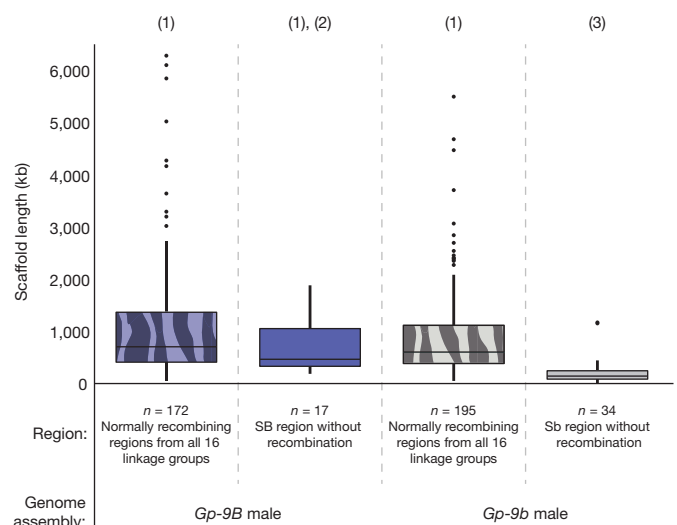 (1) (1), (2) (1) (3)
Scaffold length (kb)
6,000
5,000
4,000
3,000
2,000
1,000
0
Region:
n = 172
Normally recombining
regions from all 16
linkage groups
n = 17
SB region without
recombination
n = 195
Normally recombining
regions from all 16
linkage groups
n = 34
Sb region without
recombination
Genome
assembly:
Gp-9B male
Gp-9b male